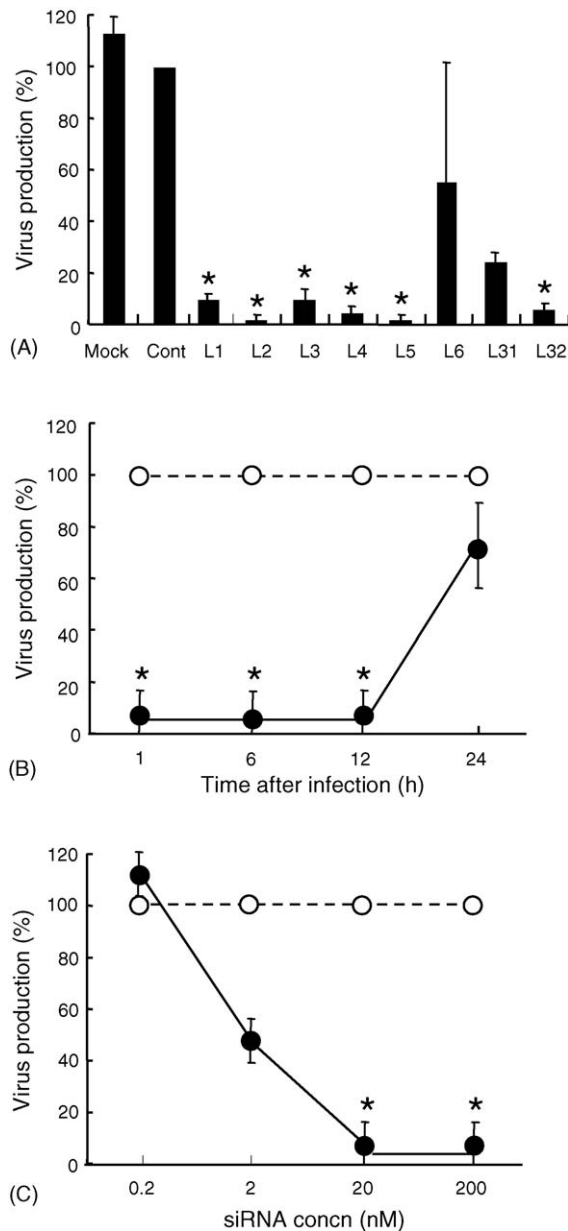 120
100
80
60
40
20
0
Virus production (%)
* * * * * *
Mock Cont L1 L2 L3 L4 L5 L6 L31 L32
(A)
120
100
80
60
40
20
0
Virus production (%)
* * *
1 6 12 24
Time after infection (h)
(B)
120
100
80
60
40
20
0
Virus production (%)
* *
0.2 2 20 200
siRNA concn (nM)
(C)